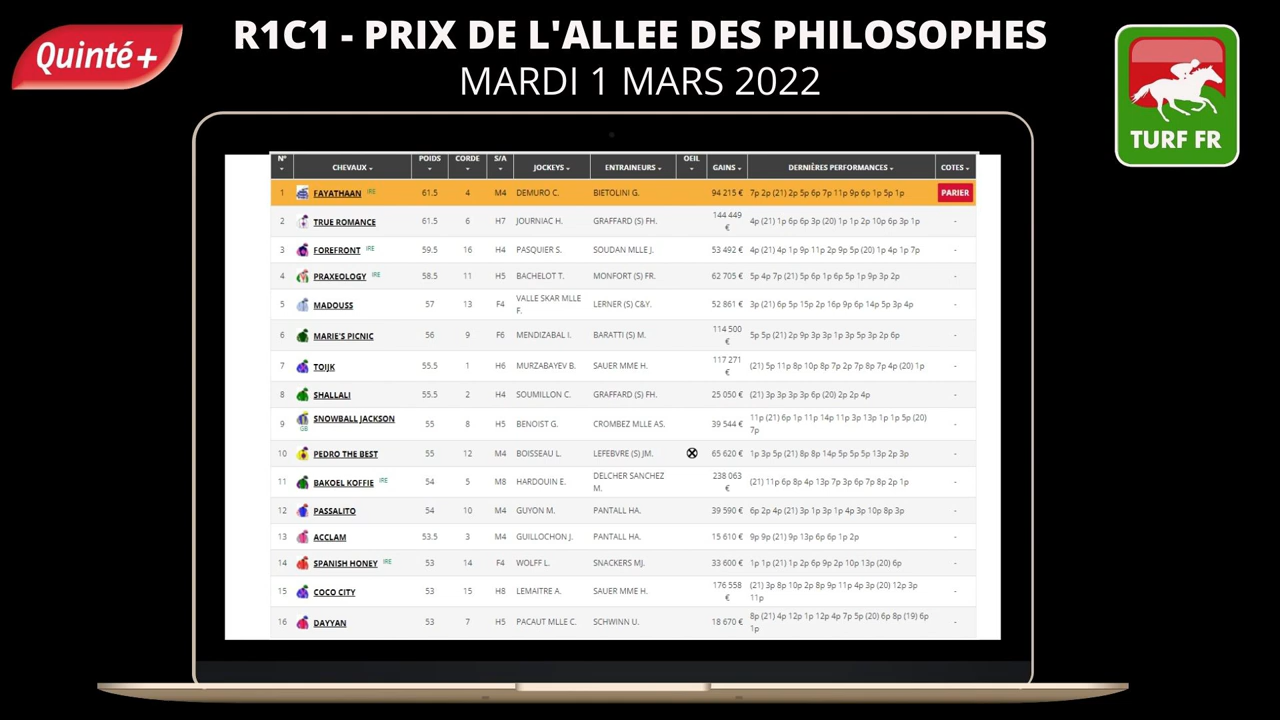 Quinté+
R1C1 - PRIX DE L'ALLEE DES PHILOSOPHES
MARDI 1 MARS 2022
TURF FR
N° CHEVAUX POIDS CORDE S/A JOCKEYS ENTRAINEURS OEIL GAINS DERNIÈRES PERFORMANCES COTES
1 FAYATHAAN IRE 61.5 4 M4 DEMURO C. BIETOLINI G. 94 215 € 7p 2p (21) 2p 5p 6p 7p 11p 9p 6p 1p 5p 1p PARIER
2 TRUE ROMANCE 61.5 6 H7 JOURNIAC H. GRAFFARD (S) FH. 144 449 € 4p (21) 1p 6p 6p 3p (20) 1p 1p 2p 10p 6p 3p 1p -
3 FOREFRONT IRE 59.5 16 H4 PASQUIER S. SOUDAN MLLE J. 53 492 € 4p (21) 4p 1p 9p 11p 2p 9p 5p (20) 1p 4p 1p 7p -
4 PRAXEOLOGY IRE 58.5 11 H5 BACHELOT T. MONFORT (S) FR. 62 705 € 5p 4p 7p (21) 5p 6p 1p 6p 5p 1p 9p 3p 2p -
5 MADOUSS 57 13 F4 VALLE SKAR MLLE F. LERNER (S) C&Y. 52 861 € 3p (21) 6p 5p 15p 2p 16p 9p 6p 14p 5p 3p 4p -
6 MARIE'S PICNIC 56 9 F6 MENDIZABAL I. BARATTI (S) M. 114 500 € 5p 5p (21) 2p 9p 3p 3p 1p 3p 5p 3p 2p 6p -
7 TOIJK 55.5 1 H6 MURZABAYEV B. SAUER MME H. 117 271 € (21) 5p 11p 8p 10p 8p 7p 2p 7p 8p 7p 4p (20) 1p -
8 SHALLALI 55.5 2 H4 SOUMILLON C. GRAFFARD (S) FH. 25 050 € (21) 3p 3p 3p 3p 6p (20) 2p 2p 4p -
9 SNOWBALL JACKSON GB 55 8 H5 BENOIST G. CROMBEZ MLLE AS. 39 544 € 11p (21) 6p 1p 11p 14p 11p 3p 13p 1p 1p 5p (20) 7p -
10 PEDRO THE BEST 55 12 M4 BOISSEAU L. LEFEBVRE (S) JM. 65 620 € 1p 3p 5p (21) 8p 8p 14p 5p 5p 5p 13p 2p 3p -
11 BAKOEL KOFFIE IRE 54 5 M8 HARDOUIN E. DELCHER SANCHEZ M. 238 063 € (21) 11p 6p 8p 4p 13p 7p 3p 6p 7p 8p 2p 1p -
12 PASSALITO 54 10 M4 GUYON M. PANTALL HA. 39 590 € 6p 2p 4p (21) 3p 1p 3p 1p 4p 3p 10p 8p 3p -
13 ACCLAM 53.5 3 M4 GUILLOCHON J. PANTALL HA. 15 610 € 9p 9p (21) 9p 13p 6p 6p 1p 2p -
14 SPANISH HONEY IRE 53 14 F4 WOLFF L. SNACKERS MJ. 33 600 € 1p 1p (21) 1p 2p 6p 9p 2p 10p 13p (20) 6p -
15 COCO CITY 53 15 H8 LEMAITRE A. SAUER MME H. 176 558 € (21) 3p 8p 10p 2p 8p 9p 11p 4p 3p (20) 12p 3p 11p -
16 DAYYAN 53 7 H5 PACAUT MLLE C. SCHWINN U. 18 670 € 8p (21) 4p 12p 1p 12p 4p 7p 5p (20) 6p 8p (19) 6p 1p -